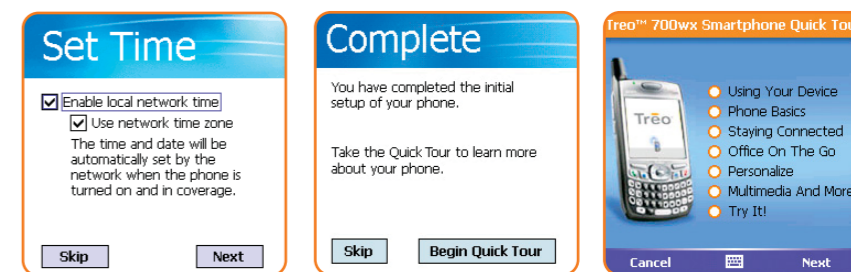 Set Time
Enable local network time
Use network time zone
The time and date will be
automatically set by the
network when the phone is
turned on and in coverage.
Skip
Next
Complete
You have completed the initial
setup of your phone.
Take the Quick Tour to learn more
about your phone.
Skip
Begin Quick Tour
Treo™ 700wx Smartphone Quick Tou
Treo
Using Your Device
Phone Basics
Staying Connected
Office On The Go
Personalize
Multimedia And More
Try It!
Cancel
Next